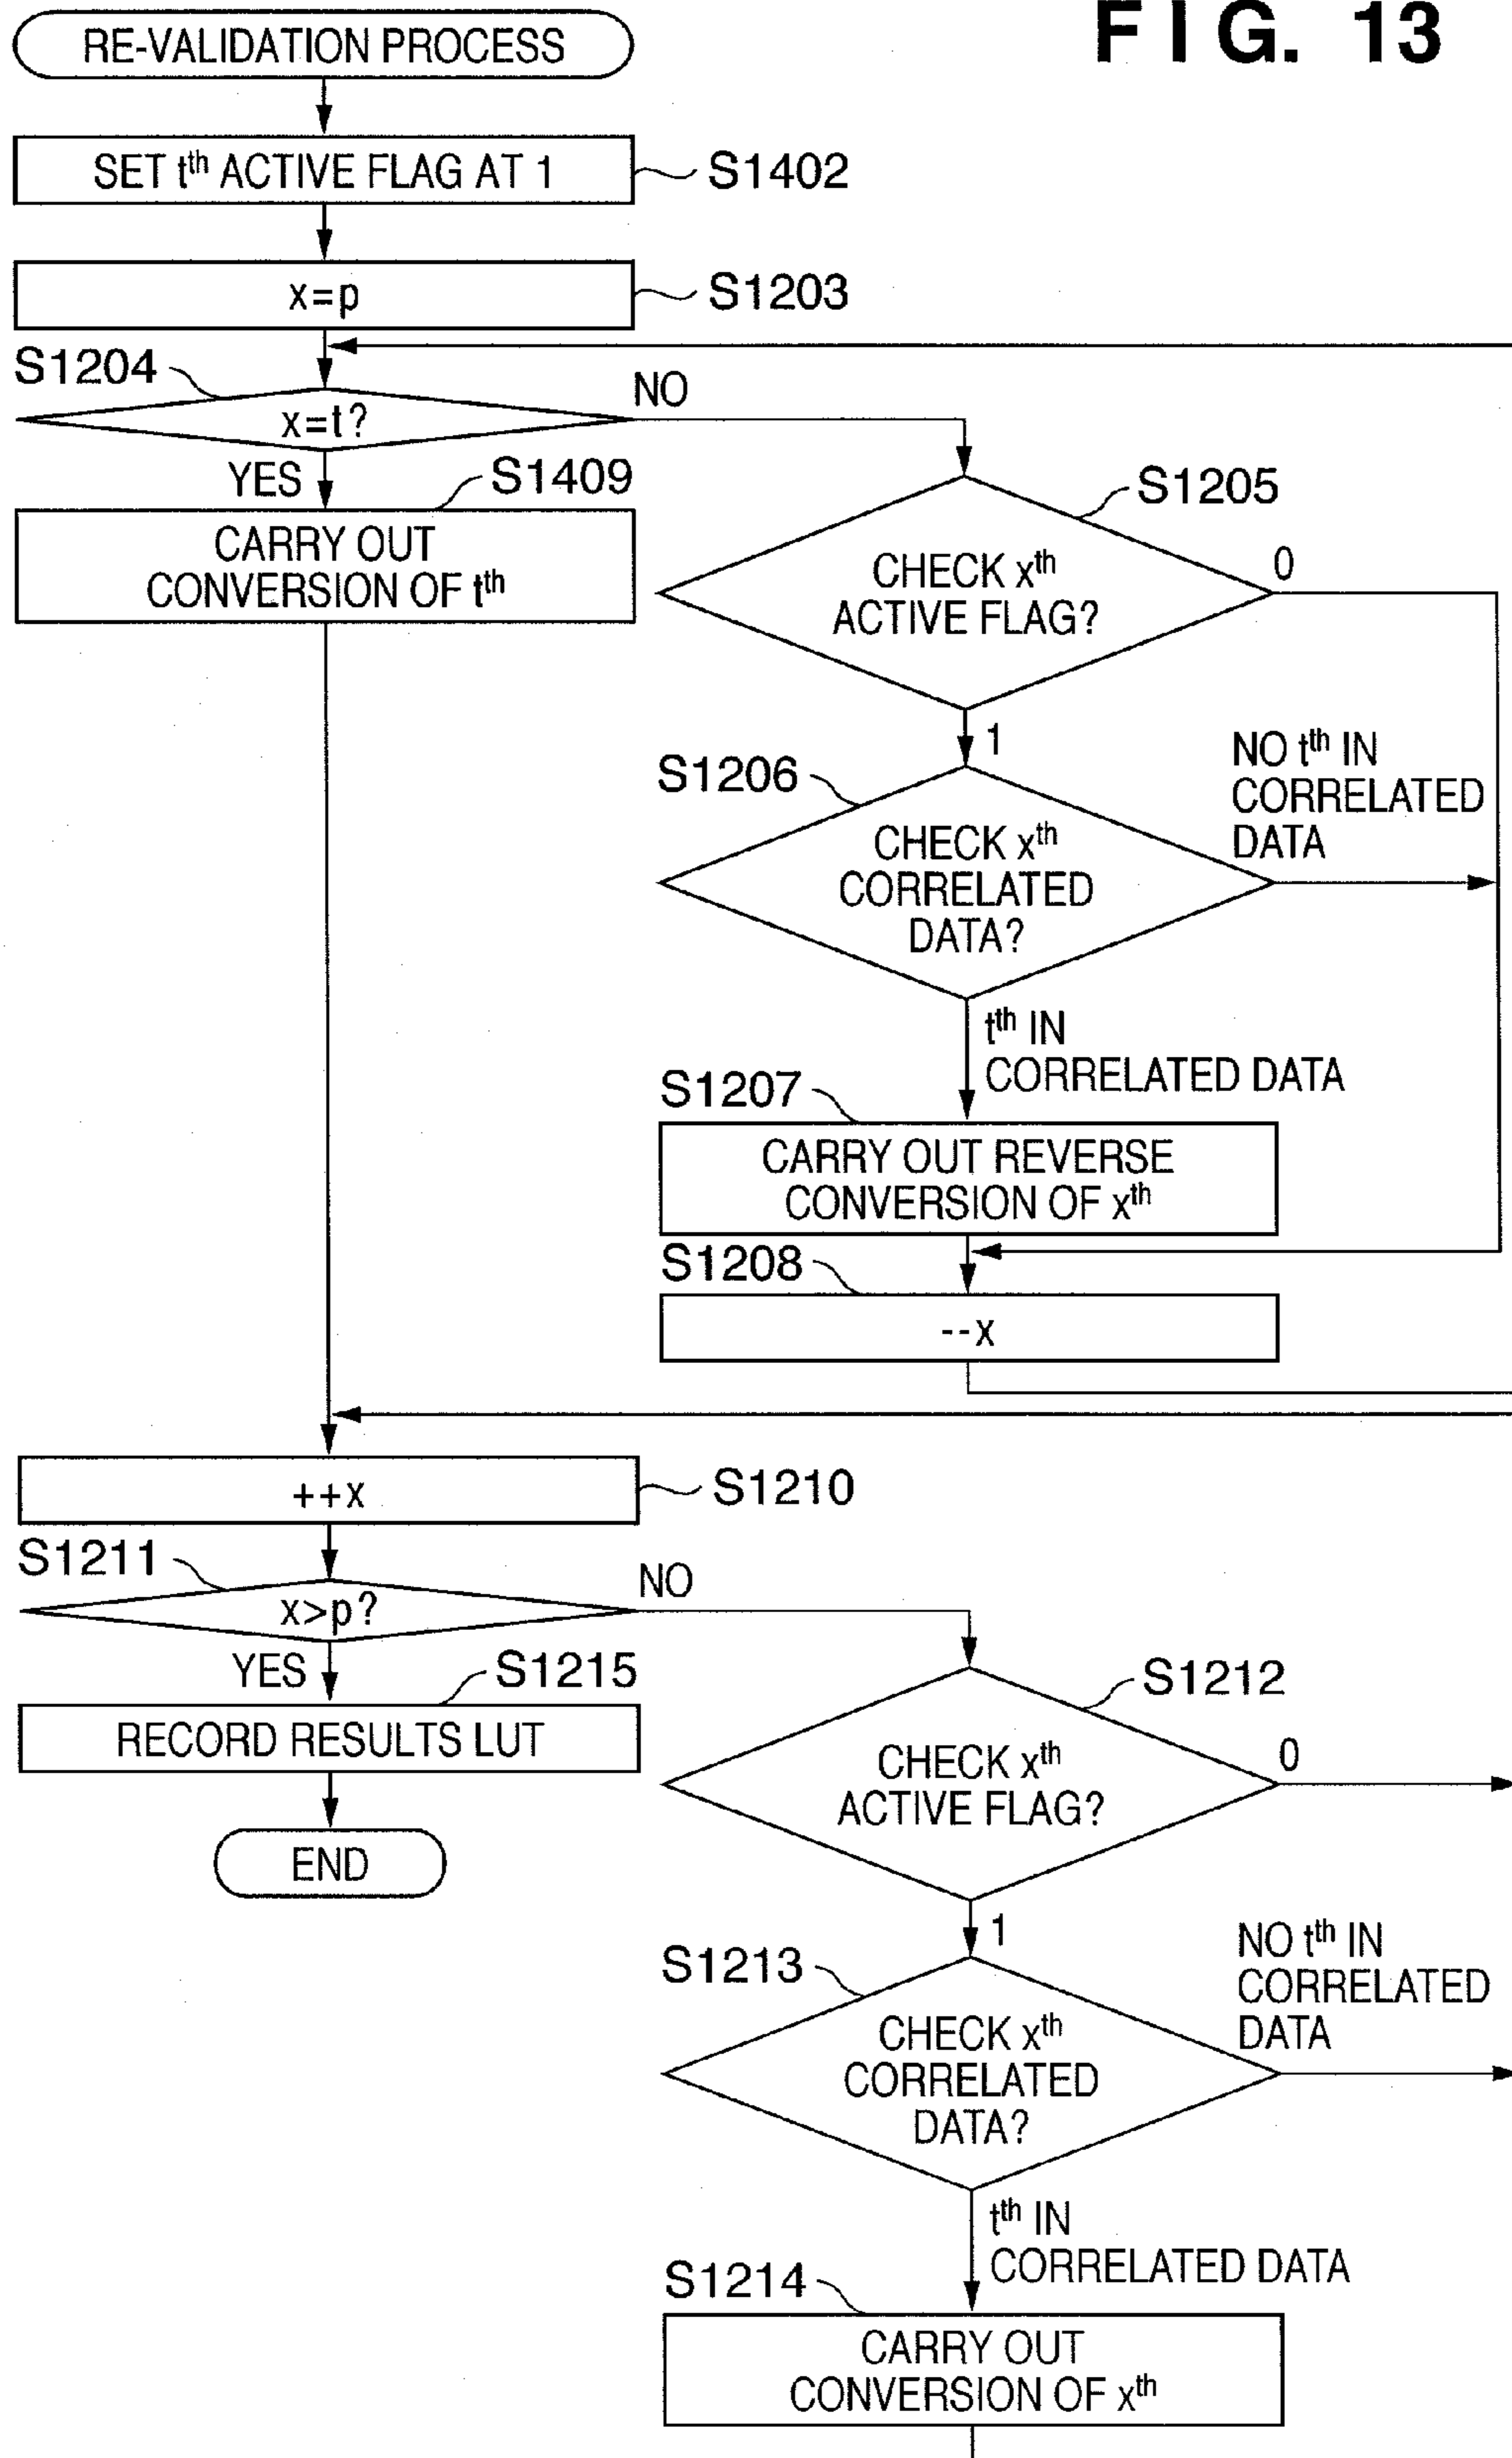 FIG. 13
RE-VALIDATION PROCESS
SET tth ACTIVE FLAG AT 1
S1402
x=p
S1203
S1204
x=t?
NO
YES
S1409
CARRY OUT
CONVERSION OF tth
S1205
CHECK xth
ACTIVE FLAG?
0
1
S1206
CHECK xth
CORRELATED
DATA?
NO tth IN
CORRELATED
DATA
tth IN
CORRELATED DATA
S1207
CARRY OUT REVERSE
CONVERSION OF xth
S1208
--x
++x
S1210
S1211
x>p?
NO
YES
S1215
RECORD RESULTS LUT
END
S1212
CHECK xth
ACTIVE FLAG?
0
1
S1213
CHECK xth
CORRELATED
DATA?
NO tth IN
CORRELATED
DATA
tth IN
CORRELATED DATA
S1214
CARRY OUT
CONVERSION OF xth